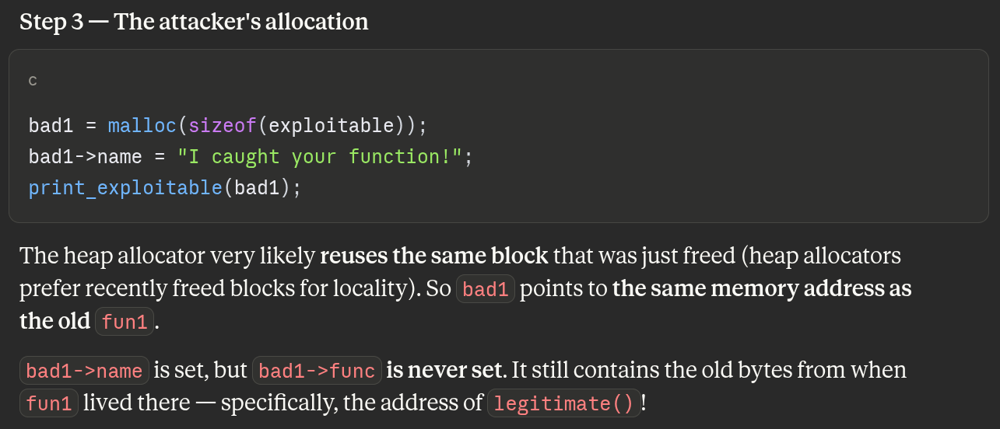 Step 3 — The attacker's allocation
c
bad1 = malloc(sizeof(exploitable));
bad1->name = "I caught your function!";
print_exploitable(bad1);
The heap allocator very likely reuses the same block that was just freed (heap allocators
prefer recently freed blocks for locality). So bad1 points to the same memory address as
the old fun1.
bad1->name is set, but bad1->func is never set. It still contains the old bytes from when
fun1 lived there — specifically, the address of legitimate()!